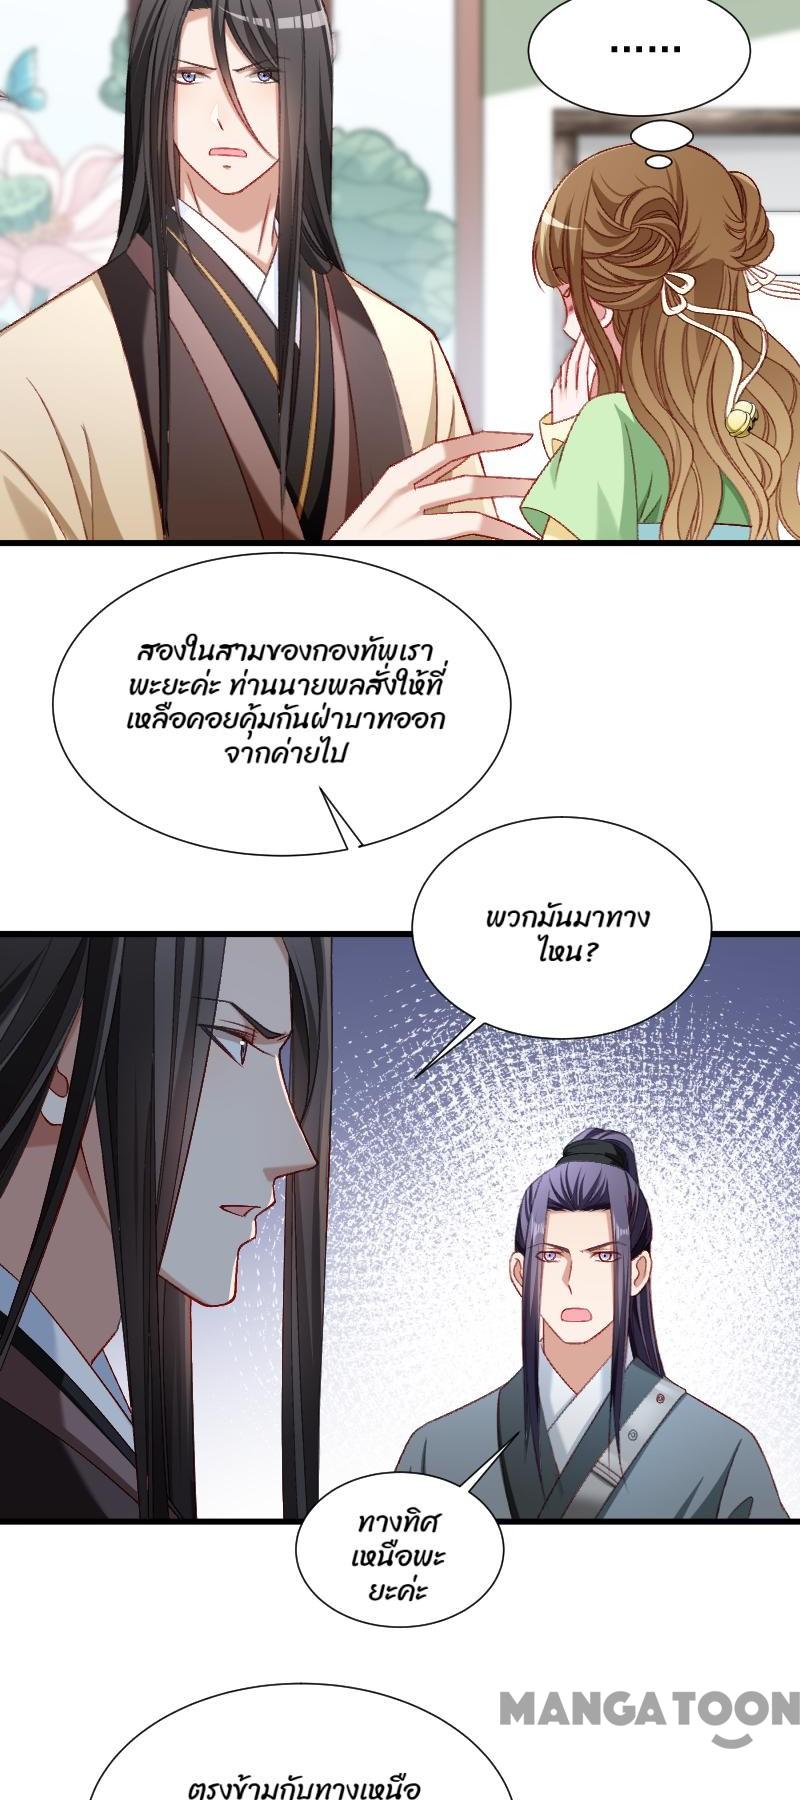 ......
สองในสามของกองทัพเรา
พะยะค่ะ ท่านนายพลสั่งให้ที่
เหลือคอยคุ้มกันฝ่าบาทออก
จากค่ายไป
พวกมันมาทาง
ไหน?
ทางทิศ
เหนือพะ
ยะค่ะ
MANGATOON
ตรงข้ามกับทางเหนือ